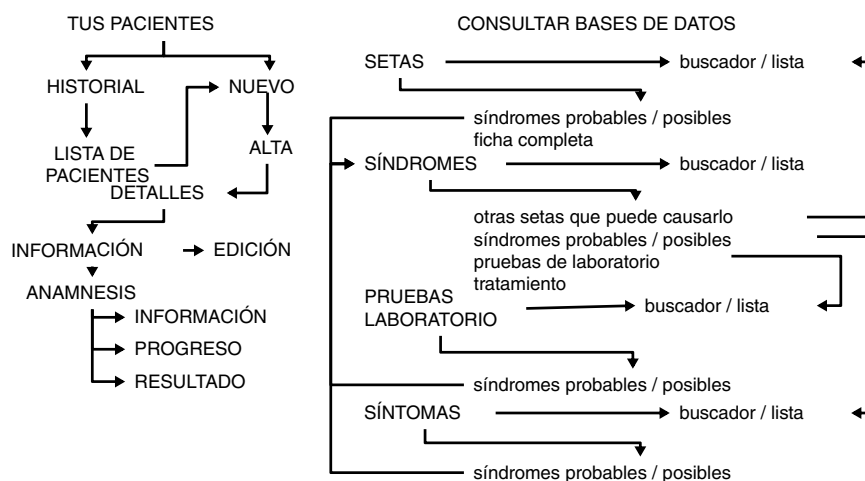 TUS PACIENTES
HISTORIAL
NUEVO
LISTA DE
PACIENTES
ALTA
DETALLES
INFORMACIÓN
EDICIÓN
ANAMNESIS
INFORMACIÓN
PROGRESO
RESULTADO
CONSULTAR BASES DE DATOS
SETAS
buscador / lista
síndromes probables / posibles
ficha completa
SÍNDROMES
buscador / lista
otras setas que puede causarlo
síndromes probables / posibles
pruebas de laboratorio
tratamiento
PRUEBAS
LABORATORIO
buscador / lista
síndromes probables / posibles
SÍNTOMAS
buscador / lista
síndromes probables / posibles